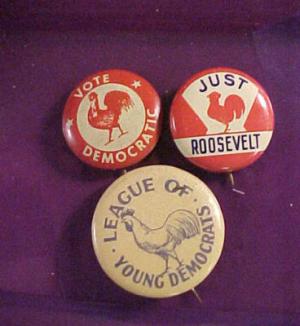 VOTE
DEMOCRATIC
JUST
ROOSEVELT
LEAGUE OF
YOUNG DEMOCRATS